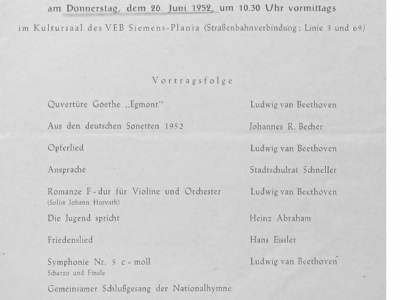 am Donnerstag, dem 26. Juni 1952, um 10.30 Uhr vormittags
im Kultursaal des VEB Siemens-Plania (Straßenbahnverbindung: Linie 3 und 69)
Vortragsfolge
Quvertüre Goethe „Egmont" Ludwig van Beethoven
Aus den deutschen Sonetten 1952 Johannes R. Becher
Opferlied Ludwig van Beethoven
Ansprache Stadtschulrat Schneller
Romanze F-dur für Violine und Orchester Ludwig van Beethoven
(Solist Johann Horvath)
Die Jugend spricht Heinz Abraham
Friedenslied Hans Eissler
Symphonie Nr. 5 c-moll Ludwig van Beethoven
Scherzo und Finale
Gemeinsamer Schlußgesang der Nationalhymne